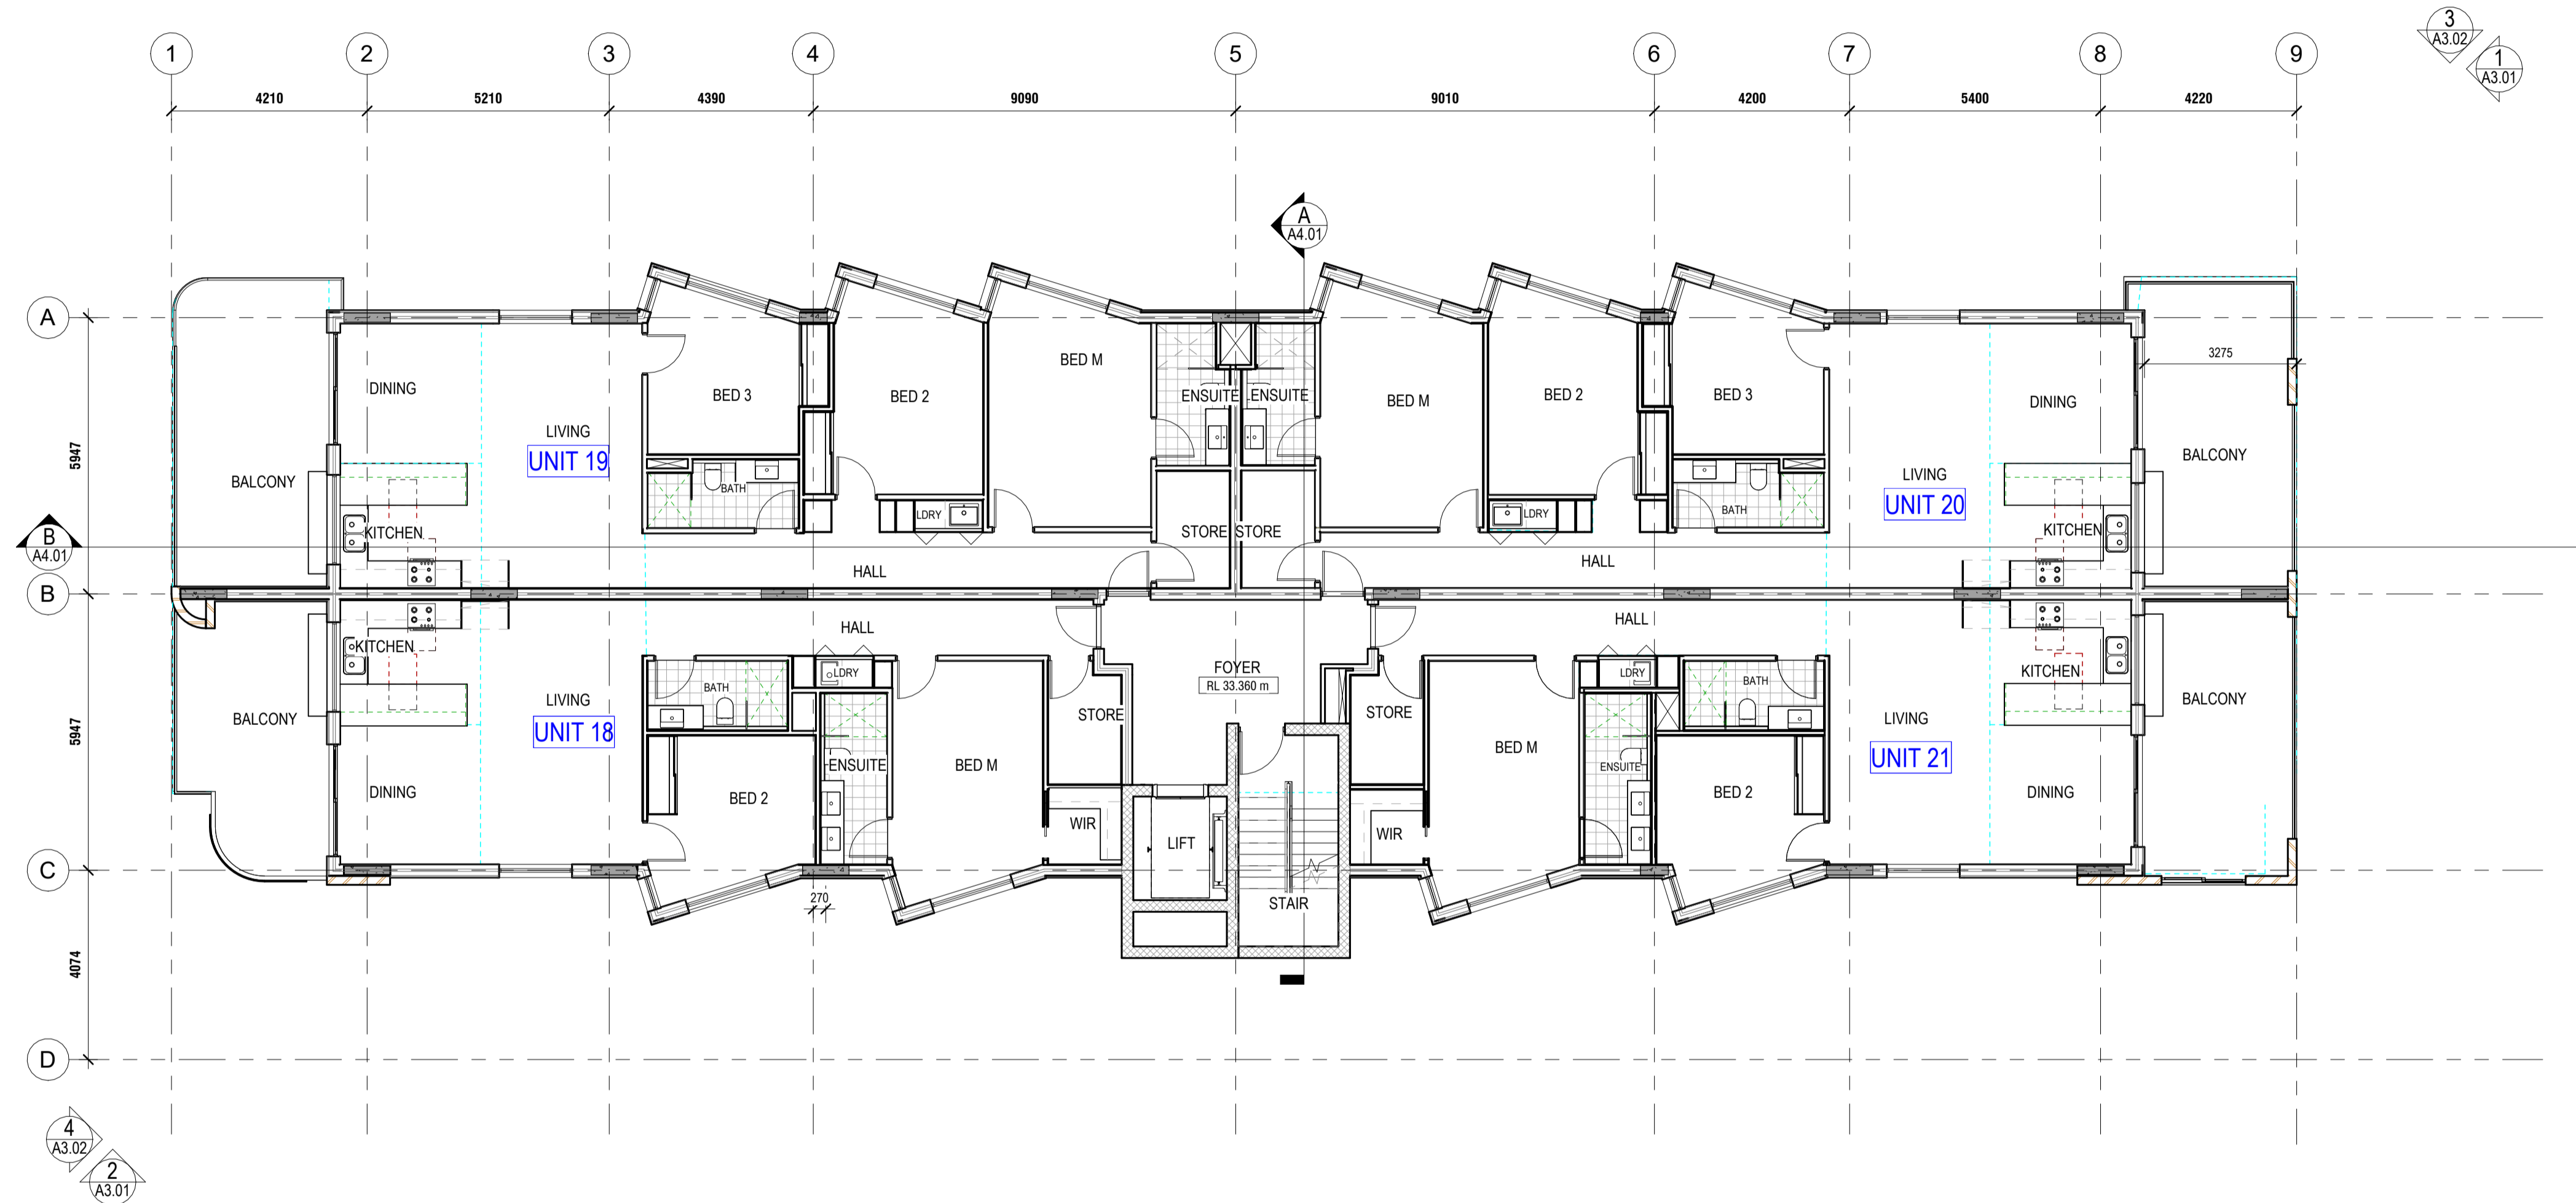 1 2 3 4 5 6 7 8 9
3
A3.02
1
A3.01
4210 5210 4390 9090 9010 4200 5400 4220
A
A4.01
A
BED M
3275
DINING
BED 3
BED 2
ENSUITE
ENSUITE
BED M
BED 2
BED 3
DINING
LIVING
UNIT 19
5947
BALCONY
BATH
LIVING
UNIT 20
BALCONY
BATH
LDRY
LDRY
KITCHEN
STORE
STORE
KITCHEN
B
A4.01
HALL
HALL
B
HALL
HALL
KITCHEN
BATH
LDRY
FOYER
RL 33.360 m
LDRY
BATH
KITCHEN
LIVING
UNIT 18
BALCONY
5947
STORE
STORE
LIVING
UNIT 21
BALCONY
ENSUITE
BED M
BED M
ENSUITE
DINING
BED 2
BED 2
DINING
WIR
WIR
LIFT
C
270
STAIR
4074
D
4
A3.02
2
A3.01